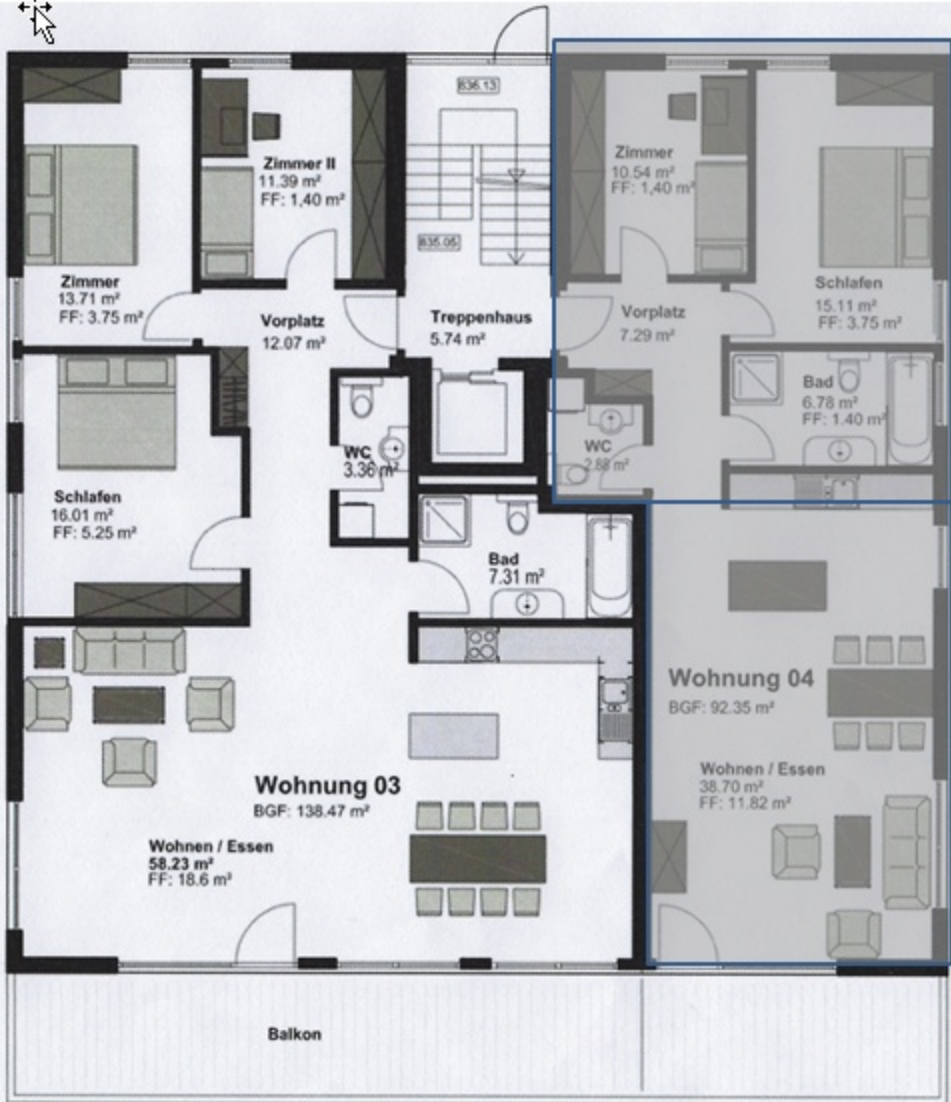 836.13
Zimmer II
11.39 m²
FF: 1,40 m²
Zimmer
10.54 m²
FF: 1,40 m²
835.05
Zimmer
13.71 m²
FF: 3.75 m²
Vorplatz
12.07 m²
Treppenhaus
5.74 m²
Vorplatz
7.29 m²
Schlafen
15.11 m²
FF: 3.75 m²
Bad
6.78 m²
FF: 1.40 m²
WC
3.36 m²
WC
2.88 m²
Schlafen
16.01 m²
FF: 5.25 m²
Bad
7.31 m²
Wohnung 04
BGF: 92.35 m²
Wohnen / Essen
38.70 m²
FF: 11.82 m²
Wohnung 03
BGF: 138.47 m²
Wohnen / Essen
58.23 m²
FF: 18.6 m²
Balkon